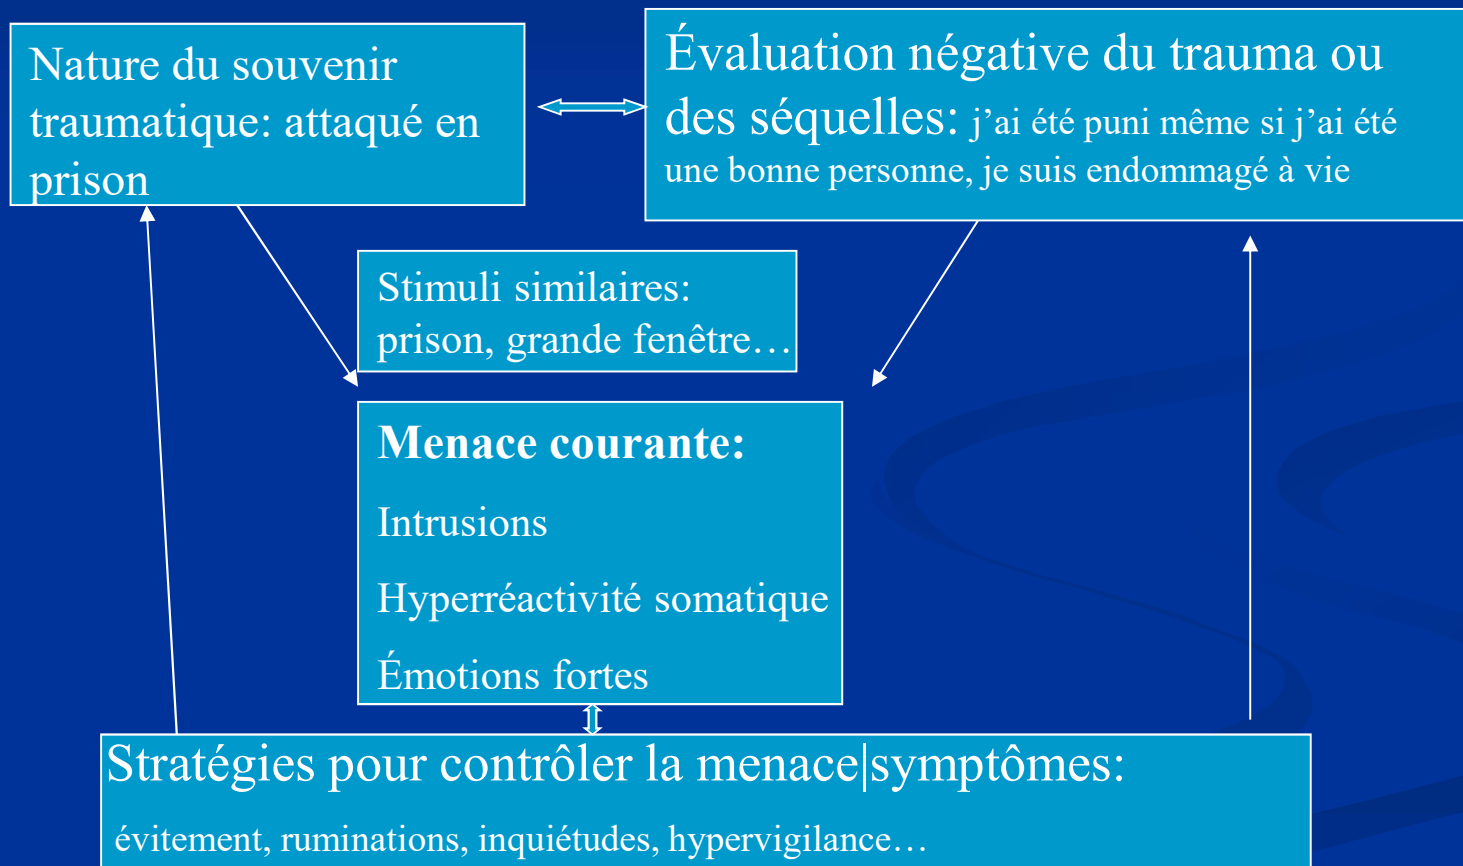 Nature du souvenir
traumatique: attaqué en
prison
Évaluation négative du trauma ou
des séquelles: j’ai été puni même si j’ai été
une bonne personne, je suis endommagé à vie
Stimuli similaires:
prison, grande fenêtre…
Menace courante:
Intrusions
Hyperréactivité somatique
Émotions fortes
Stratégies pour contrôler la menace|symptômes:
évitement, ruminations, inquiétudes, hypervigilance…